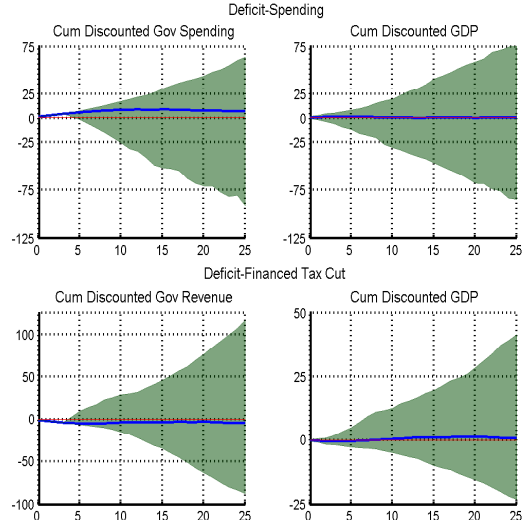 Deficit-Spending
Cum Discounted Gov Spending
Cum Discounted GDP
75
25
0
-25
-75
-125
0 5 10 15 20 25
75
25
0
-25
-75
-125
0 5 10 15 20 25
Deficit-Financed Tax Cut
Cum Discounted Gov Revenue
Cum Discounted GDP
100
50
0
-50
-100
0 5 10 15 20 25
50
25
0
-25
0 5 10 15 20 25